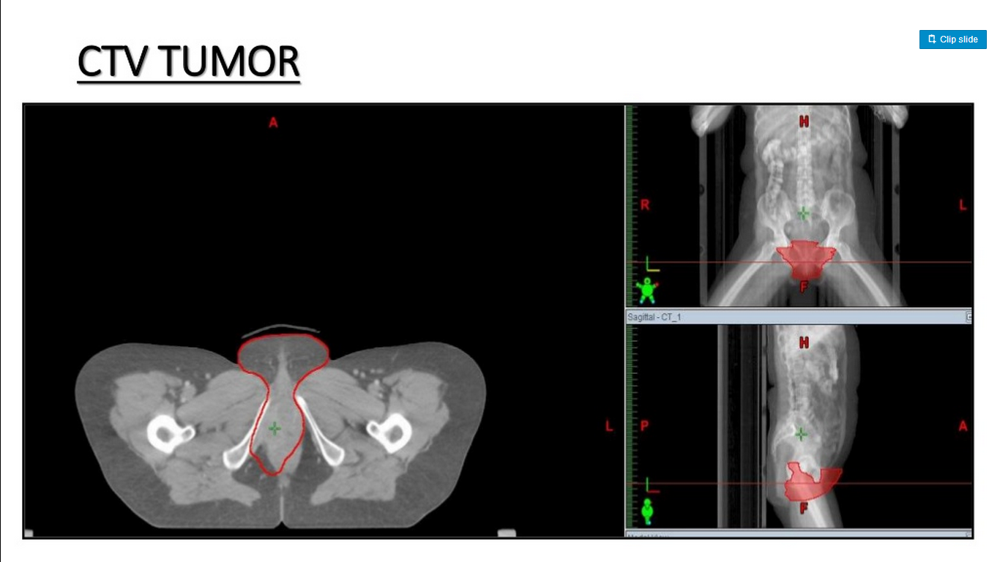 Clip slide
CTV TUMOR
A
L
H
R
L
F
Sagittal - CT_1
H
P
A
F